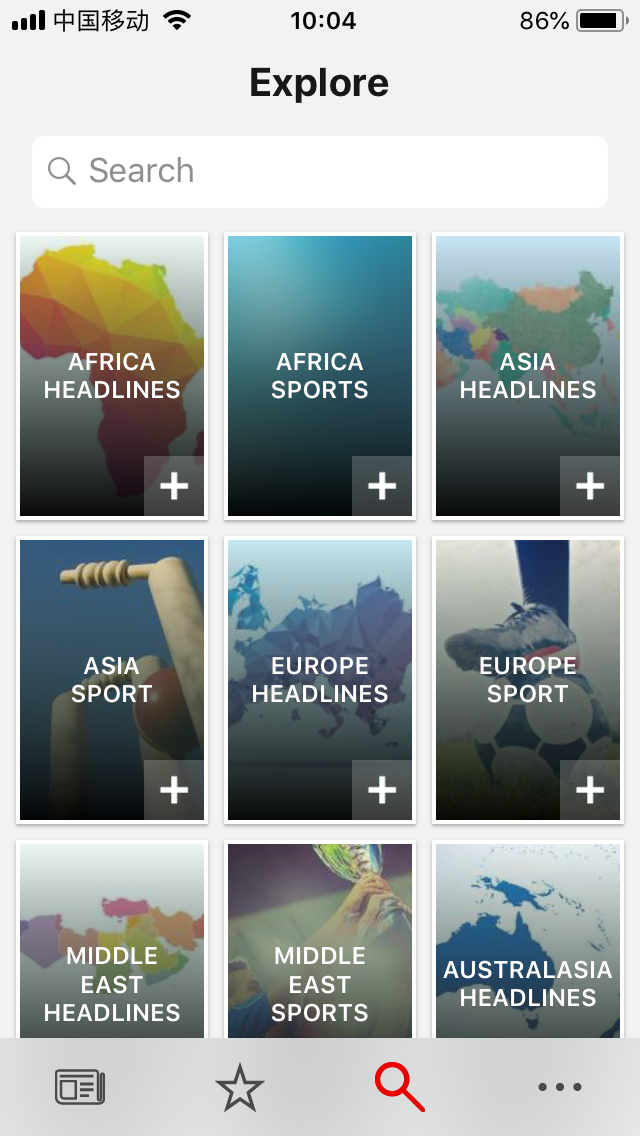 中国移动 10:04 86%
Explore
Search
AFRICA
HEADLINES
AFRICA
SPORTS
ASIA
HEADLINES
ASIA
SPORT
EUROPE
HEADLINES
EUROPE
SPORT
MIDDLE
EAST
HEADLINES
MIDDLE
EAST
SPORTS
AUSTRALASIA
HEADLINES